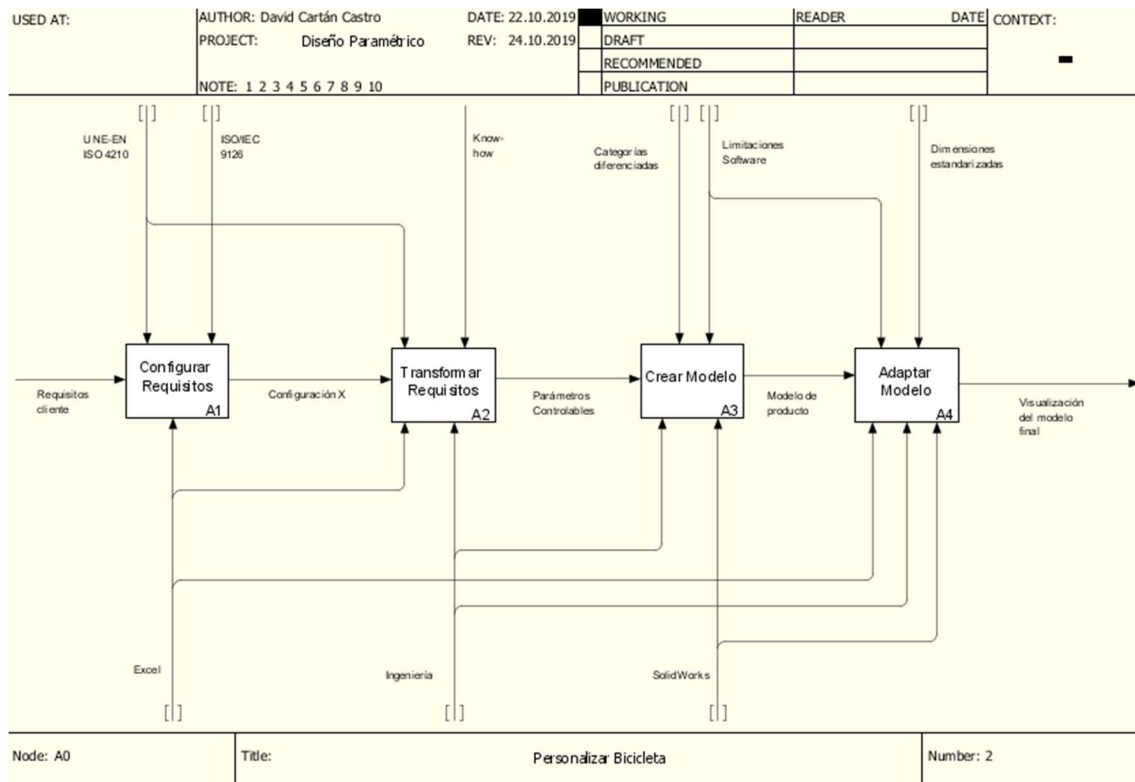 USED AT:
AUTHOR: David Cartán Castro
DATE: 22.10.2019
WORKING
READER
DATE
CONTEXT:
PROJECT: Diseño Paramétrico
REV: 24.10.2019
DRAFT
RECOMMENDED
NOTE: 1 2 3 4 5 6 7 8 9 10
PUBLICATION
UNE-EN
ISO 4210
ISO/IEC
9126
Know-
how
Categorías
diferenciadas
Limitaciones
Software
Dimensiones
estandarizadas
Configurar
Requisitos
A1
Transformar
Requisitos
A2
Crear Modelo
A3
Adaptar
Modelo
A4
Requisitos
cliente
Configuración X
Parámetros
Controlables
Modelo de
producto
Visualización
del modelo
final
Excel
Ingeniería
SolidWorks
Node: A0
Title:
Personalizar Bicicleta
Number: 2